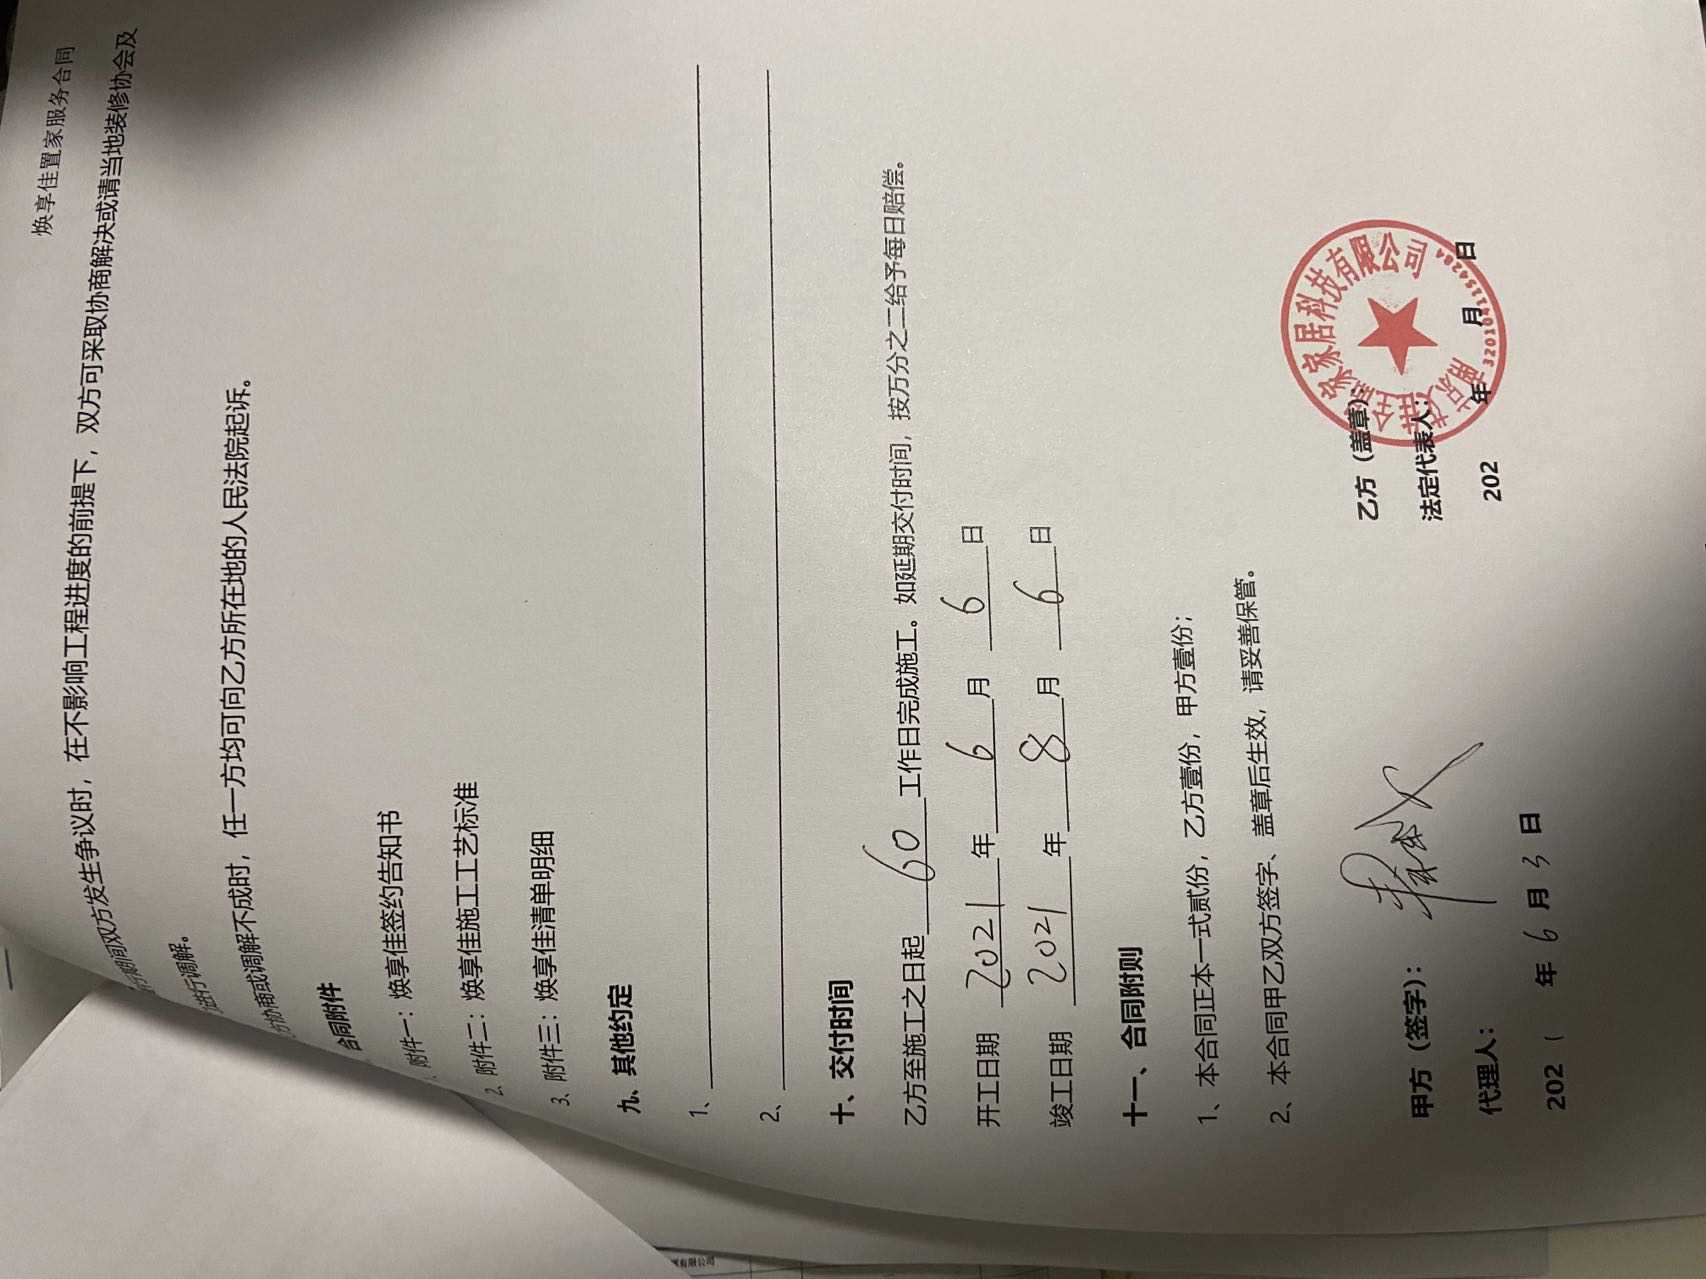 焕享佳置家服务合同
期间双方发生争议时，在不影响工程进度的前提下，双方可采取协商解决或请当地装修协会及
进行调解。
方协商或调解不成时，任一方均可向乙方所在地的人民法院起诉。
合同附件
、附件一：焕享佳签约告知书
2、附件二：焕享佳施工工艺标准
3、附件三：焕享佳清单明细
九、其他约定
1、
2、
十、交付时间
乙方至施工之日起 60 工作日完成施工。如延期交付时间，按万分之二给予每日赔偿。
开工日期 2021 年 6 月 6 日
竣工日期 2021 年 8 月 6 日
十一、合同附则
1、本合同正本一式贰份，乙方壹份，甲方壹份；
2、本合同甲乙双方签字、盖章后生效，请妥善保管。
甲方（签字）：
乙方（盖章）：
代理人：
法定代表人：
2021 年 6 月 3 日
202 年 月 日
家居科技有限公司